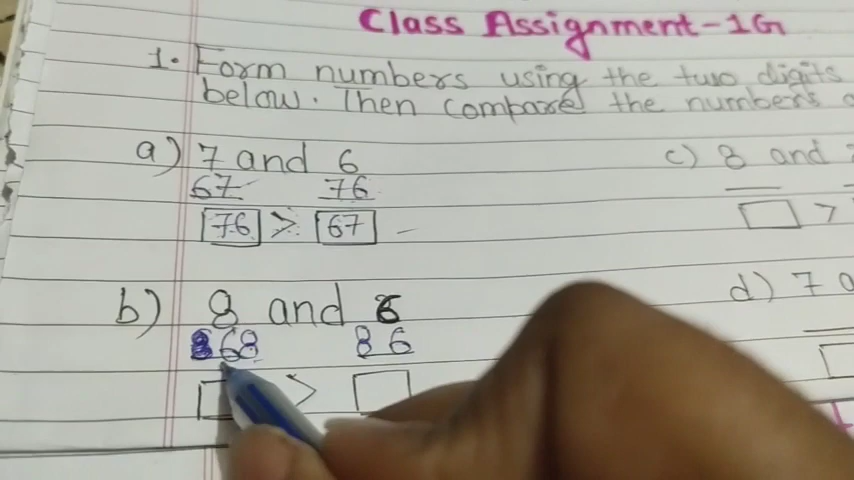 Class Assignment-1G
1. Form numbers using the two digits
below. Then compare the numbers
a) 7 and 6
67 76
76 > 67
c) 8 and
>
b) 8 and 6
68 86
>
d) 7